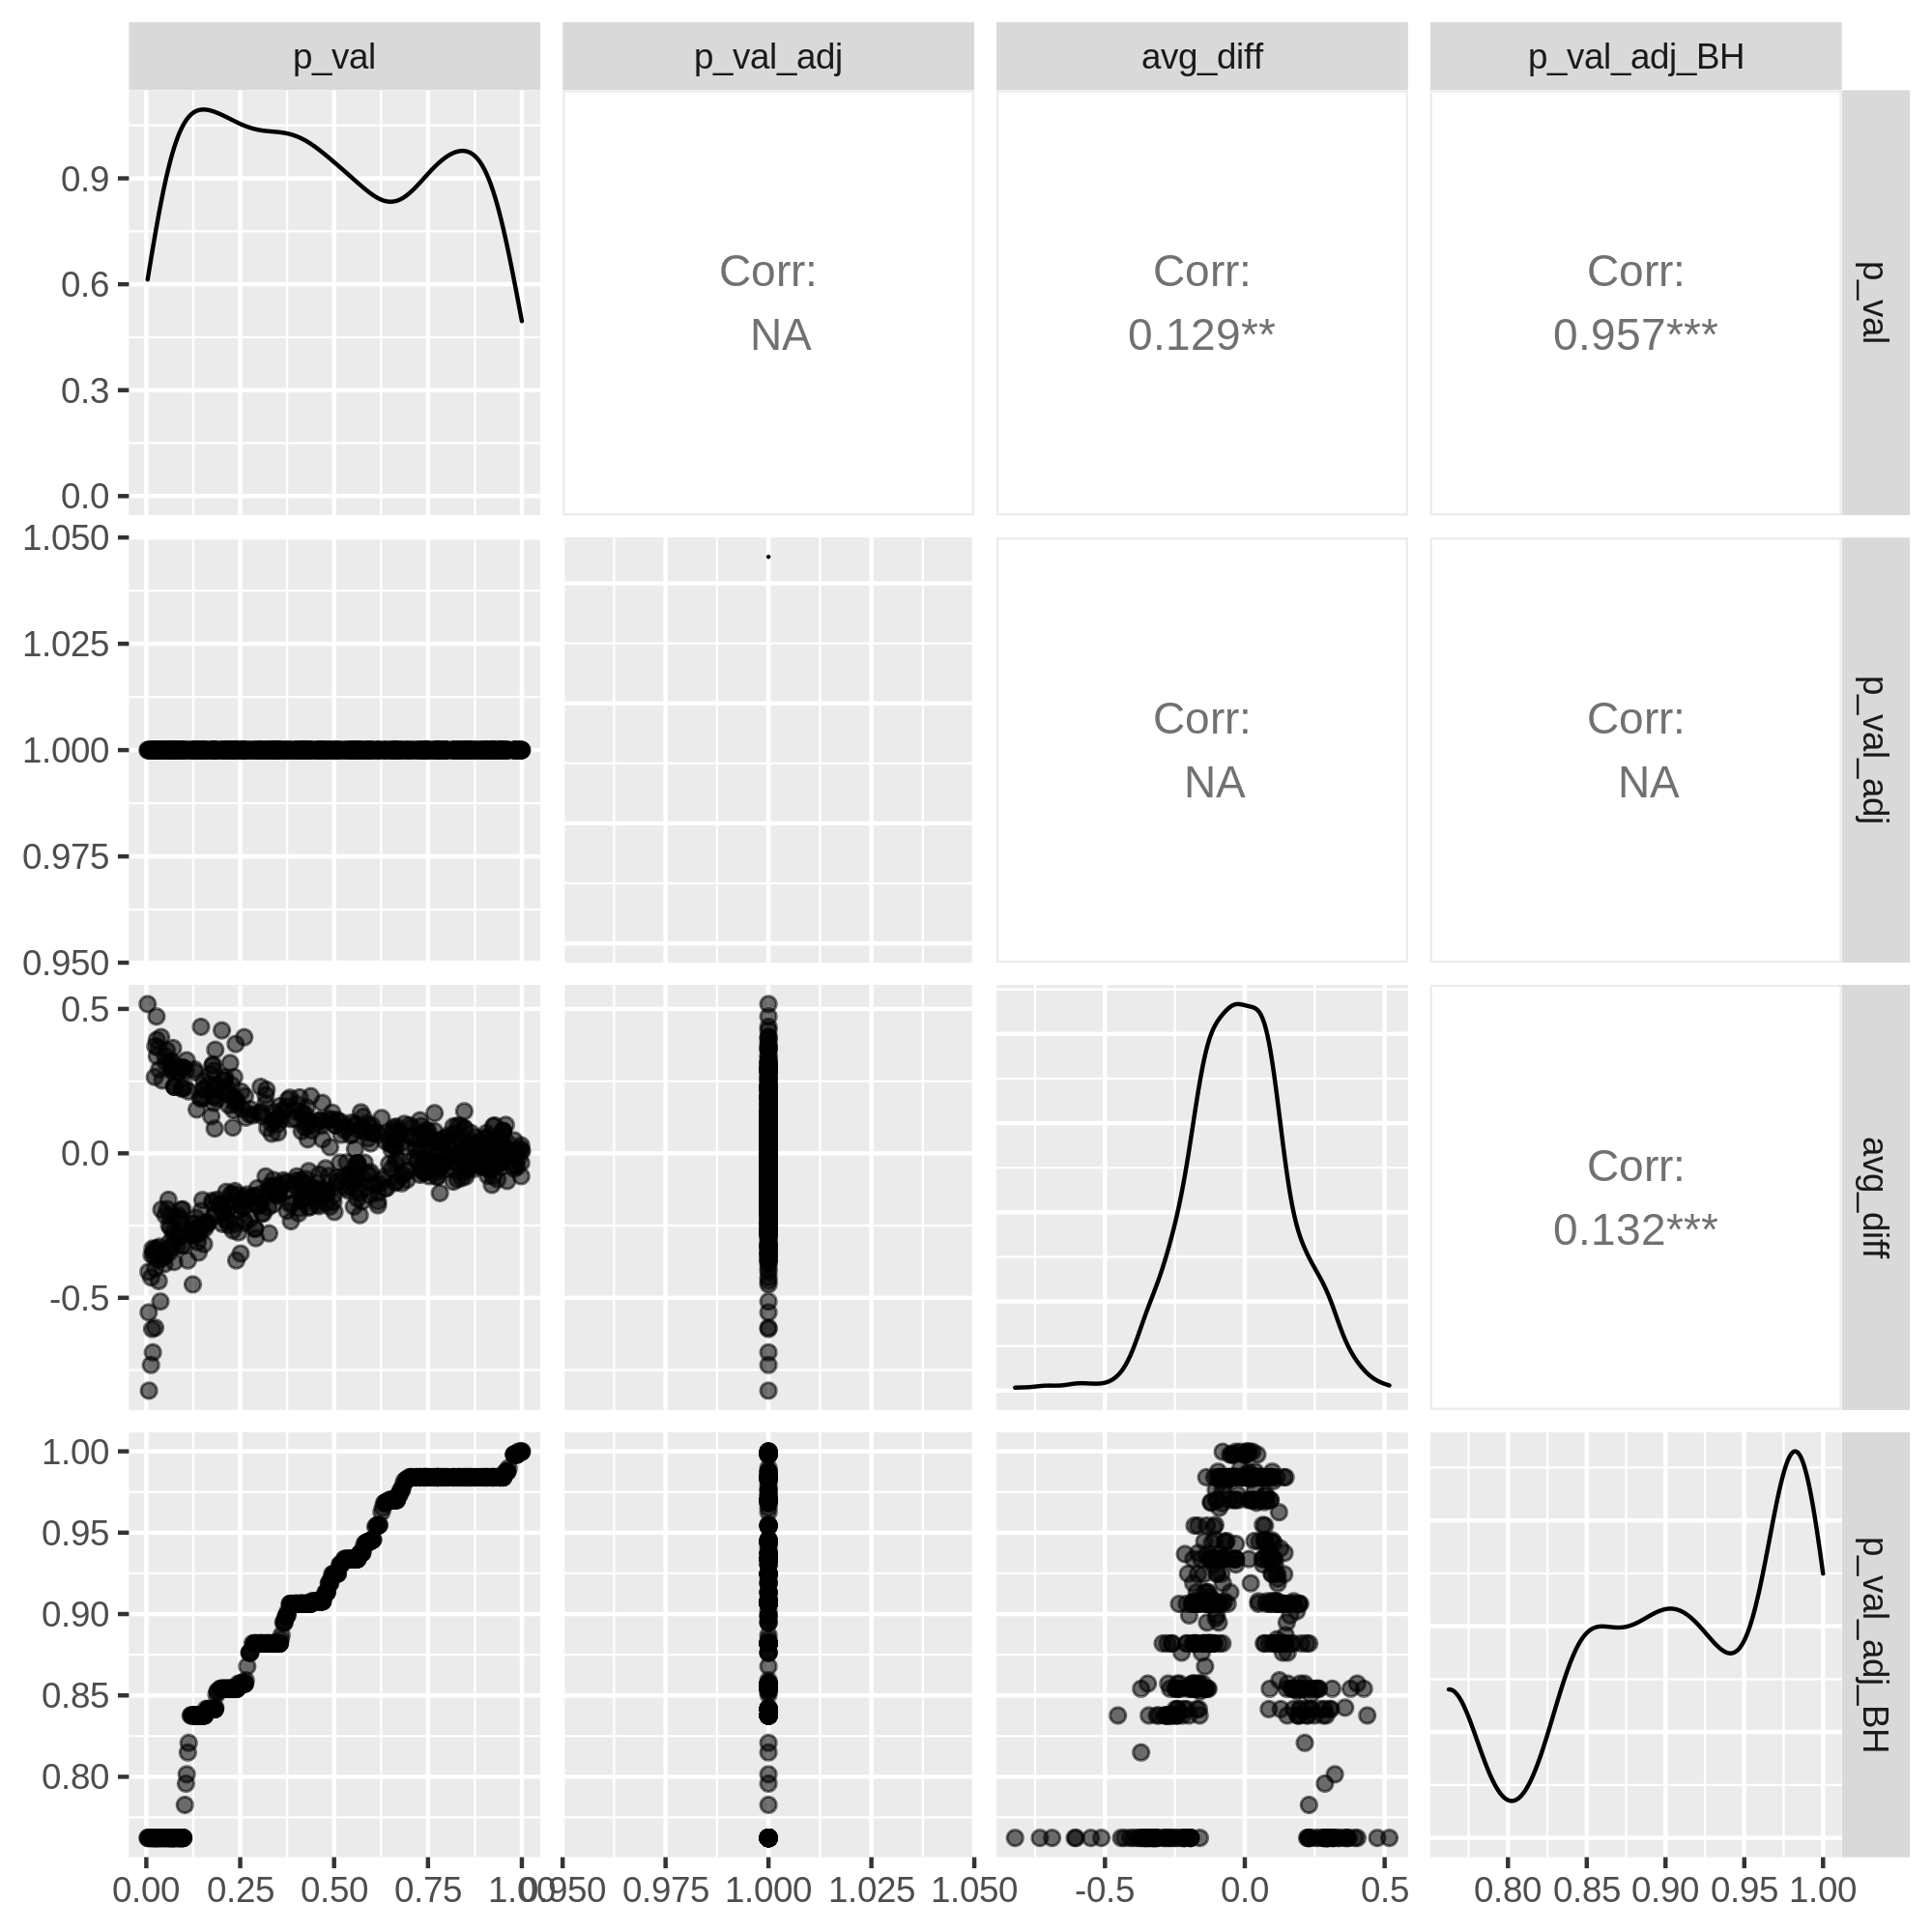 p_val
p_val_adj
avg_diff
p_val_adj_BH
0.9
0.6
0.3
0.0
Corr:
NA
Corr:
0.129**
Corr:
0.957***
p_val
1.050
1.025
1.000
0.975
0.950
Corr:
NA
Corr:
NA
p_val_adj
0.5
0.0
-0.5
Corr:
0.132***
avg_diff
1.00
0.95
0.90
0.85
0.80
p_val_adj_BH
0.00 0.25 0.50 0.75 1.00
0.950 0.975 1.000 1.025 1.050
-0.5 0.0 0.5
0.80 0.85 0.90 0.95 1.00